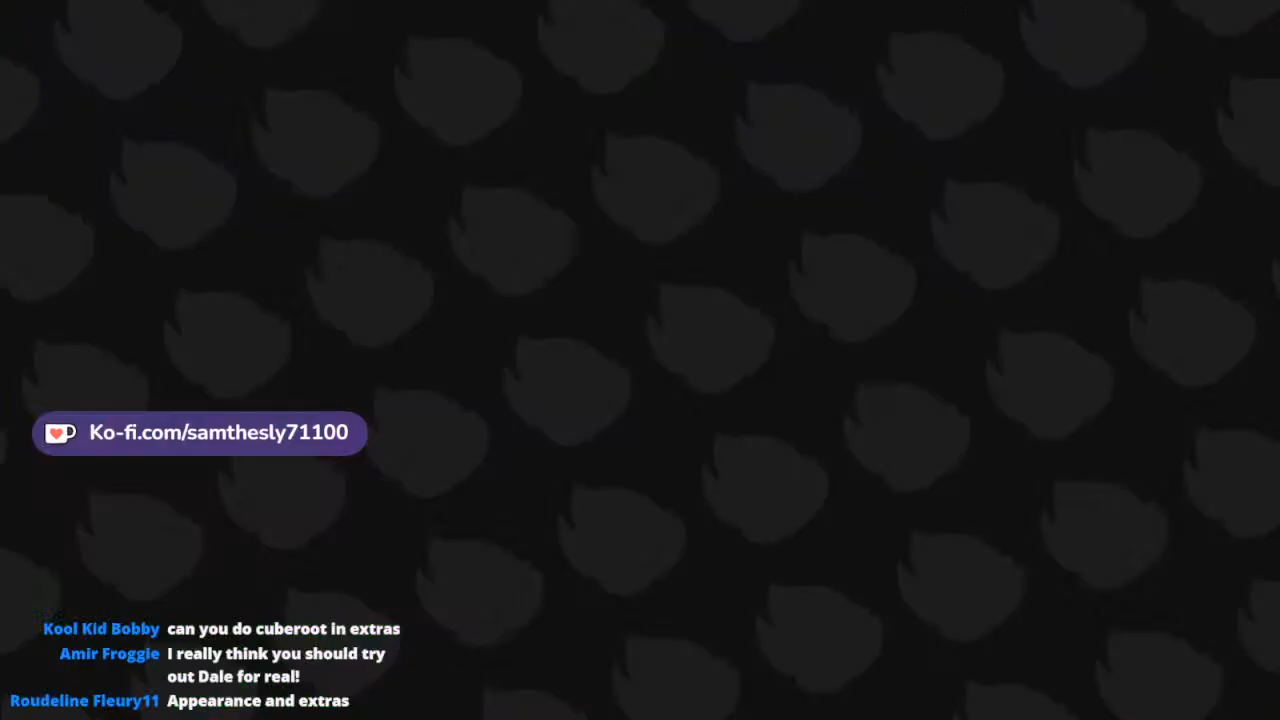 Ko-fi.com/samthesly71100
Kool Kid Bobby can you do cuberoot in extras
Amir Froggie I really think you should try
out Dale for real!
Roudeline Fleury11 Appearance and extras